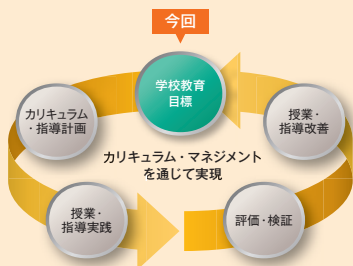 今回
学校教育
目標
カリキュラム
・指導計画
授業・
指導改善
カリキュラム・マネジメント
を通じて実現
授業・
指導実践
評価・検証